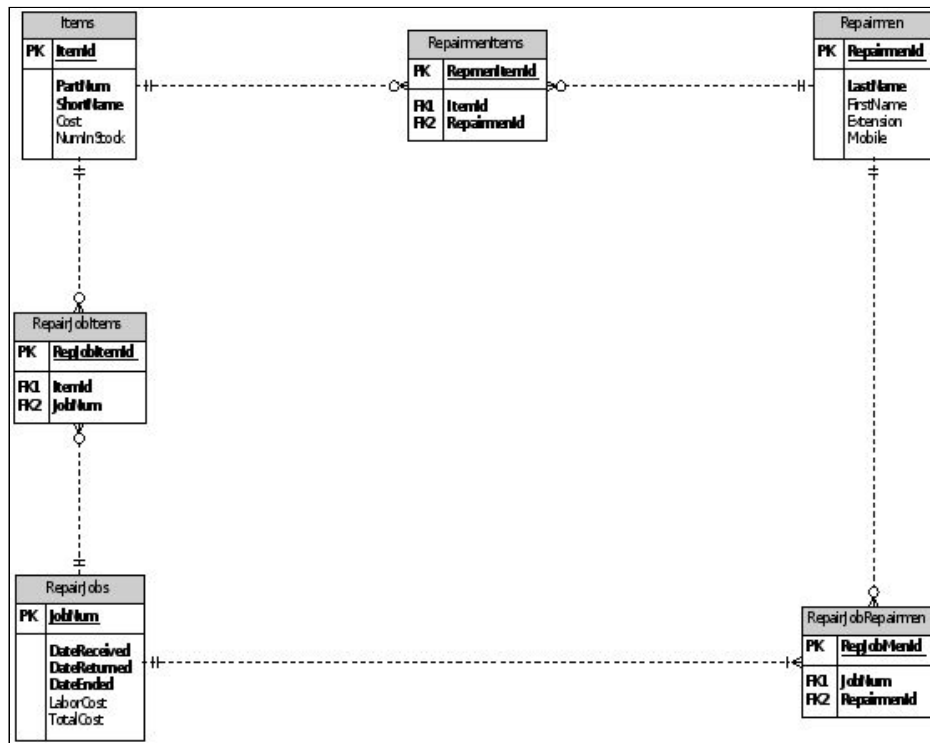 Items
PK ItemId
PartNum
ShortName
Cost
NumInStock
RepairmenItems
PK RepmenItemId
FK1 ItemId
FK2 RepairmenId
Repairmen
PK RepairmenId
LastName
FirstName
Extension
Mobile
RepairJobItems
PK RepJobItemId
FK1 ItemId
FK2 JobNum
RepairJobs
PK JobNum
DateReceived
DateReturned
DateEnded
LaborCost
TotalCost
RepairJobRepairmen
PK RepJobMenId
FK1 JobNum
FK2 RepairmenId